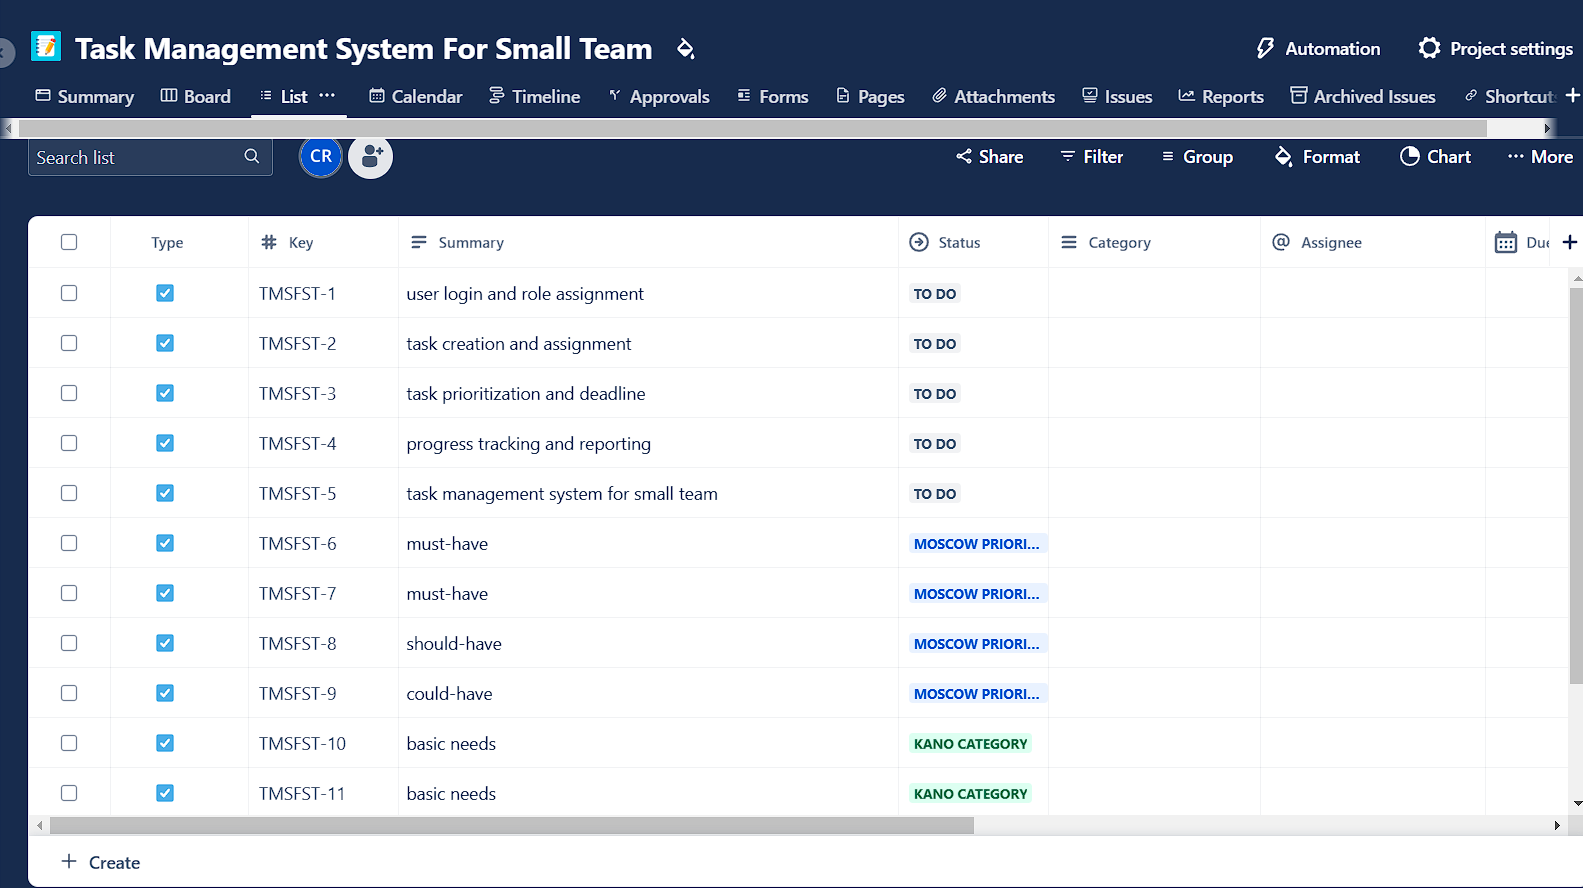 Task Management System For Small Team
Automation Project settings
Summary Board List Calendar Timeline Approvals Forms Pages Attachments Issues Reports Archived Issues Shortcut
Search list CR Share Filter Group Format Chart More
Type Key Summary Status Category Assignee Due
TMSFST-1 user login and role assignment TO DO
TMSFST-2 task creation and assignment TO DO
TMSFST-3 task prioritization and deadline TO DO
TMSFST-4 progress tracking and reporting TO DO
TMSFST-5 task management system for small team TO DO
TMSFST-6 must-have MOSCOW PRIORI...
TMSFST-7 must-have MOSCOW PRIORI...
TMSFST-8 should-have MOSCOW PRIORI...
TMSFST-9 could-have MOSCOW PRIORI...
TMSFST-10 basic needs KANO CATEGORY
TMSFST-11 basic needs KANO CATEGORY
Create